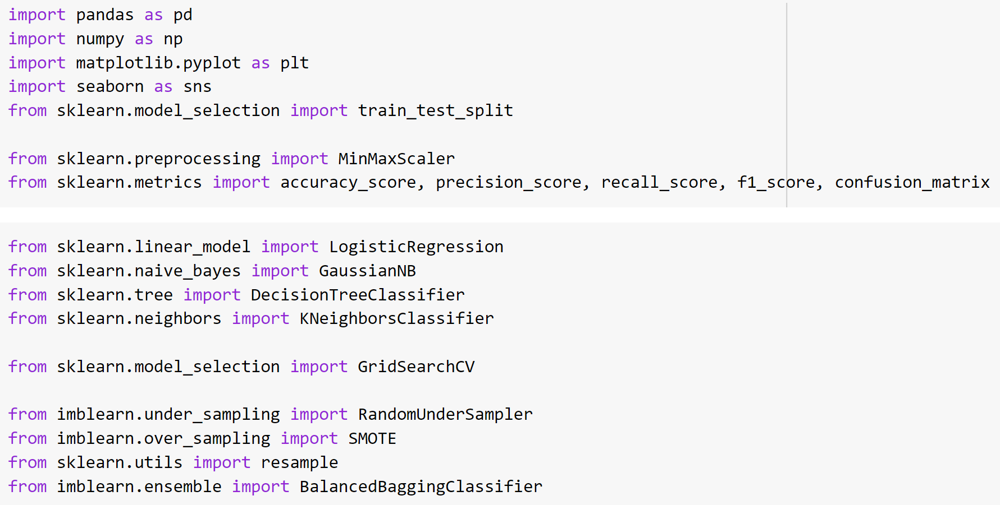 import pandas as pd
import numpy as np
import matplotlib.pyplot as plt
import seaborn as sns
from sklearn.model_selection import train_test_split
from sklearn.preprocessing import MinMaxScaler
from sklearn.metrics import accuracy_score, precision_score, recall_score, f1_score, confusion_matrix
from sklearn.linear_model import LogisticRegression
from sklearn.naive_bayes import GaussianNB
from sklearn.tree import DecisionTreeClassifier
from sklearn.neighbors import KNeighborsClassifier
from sklearn.model_selection import GridSearchCV
from imblearn.under_sampling import RandomUnderSampler
from imblearn.over_sampling import SMOTE
from sklearn.utils import resample
from imblearn.ensemble import BalancedBaggingClassifier